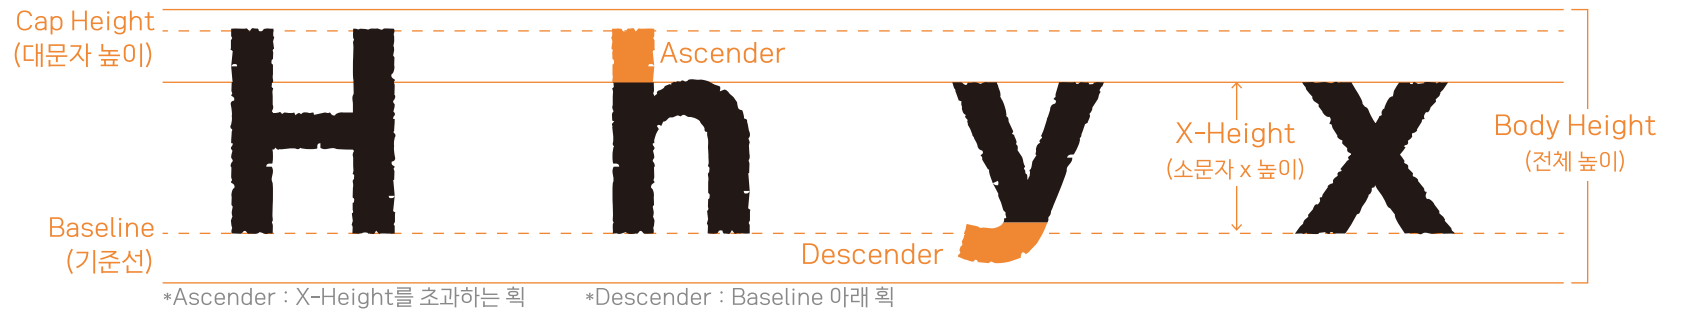 Cap Height
(대문자 높이)
H h y x
Ascender
X-Height
(소문자 x 높이)
Body Height
(전체 높이)
Baseline
(기준선)
Descender
*Ascender : X-Height를 초과하는 획
*Descender : Baseline 아래 획